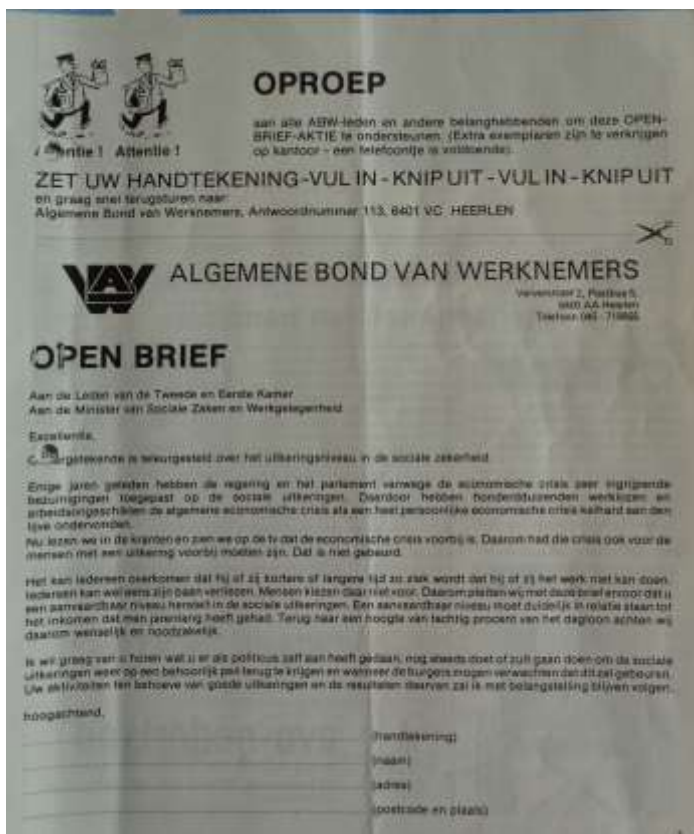 OPROEP
aan alle ABW-leden en andere belanghebbenden om deze OPEN-
BRIEF-AKTIE te ondersteunen. (Extra exemplaren zijn te verkrijgen
op kantoor - een telefoontje is voldoende).
Attentie !
ZET UW HANDTEKENING - VUL IN - KNIP UIT - VUL IN - KNIP UIT
en graag snel terugsturen naar:
Algemene Bond van Werknemers, Antwoordnummer 113, 6401 VC HEERLEN
ALGEMENE BOND VAN WERKNEMERS
2, Postbus
AA Heerlen
Telefoon 045 -
OPEN BRIEF
Aan de Leden van de Tweede en Eerste Kamer
Aan de Minister van Sociale Zaken en Werkgelegenheid
Excellentie,
is teleurgesteld over het uitkeringsniveau in de sociale zekerheid.
Enige jaren geleden hebben de regering en het parlement vanwege de economische crisis zeer ingrijpende
bezuinigingen toegepast op de sociale uitkeringen. Daardoor hebben honderdduizenden werklozen en
arbeidsongeschikten de algemene economische crisis als een heel persoonlijke economische crisis keihard aan den
lijve ondervonden.
Nu lezen we in de kranten en zien we op de tv dat de economische crisis voorbij is. Daarom had die crisis ook voor de
mensen met een uitkering voorbij moeten zijn. Dat is niet gebeurd.
Het kan iedereen overkomen dat hij of zij kortere of langere tijd zo ziek wordt dat hij of zij het werk niet kan doen.
Iedereen kan wel eens zijn baan verliezen. Mensen kiezen daar niet voor. Daarom pleiten wij met deze brief ervoor dat u
een aanvaardbaar niveau herstelt in de sociale uitkeringen. Een aanvaardbaar niveau moet duidelijk in relatie staan tot
het inkomen dat men jarenlang heeft gehad. Terug naar een hoogte van tachtig procent van het dagloon achten wij
daarom wenselijk en noodzakelijk.
wil graag van u horen wat u er als politicus zelf aan heeft gedaan, nog steeds doet of zult gaan doen om de sociale
uitkeringen weer op een behoorlijk peil terug te krijgen en wanneer de burgers mogen verwachten dat dit zal gebeuren.
Uw aktiviteiten ten behoeve van goede uitkeringen en de resultaten daarvan zal ik met belangstelling blijven volgen.
hoogachtend,
(handtekening)
(naam)
(adres)
(postcode en plaats)